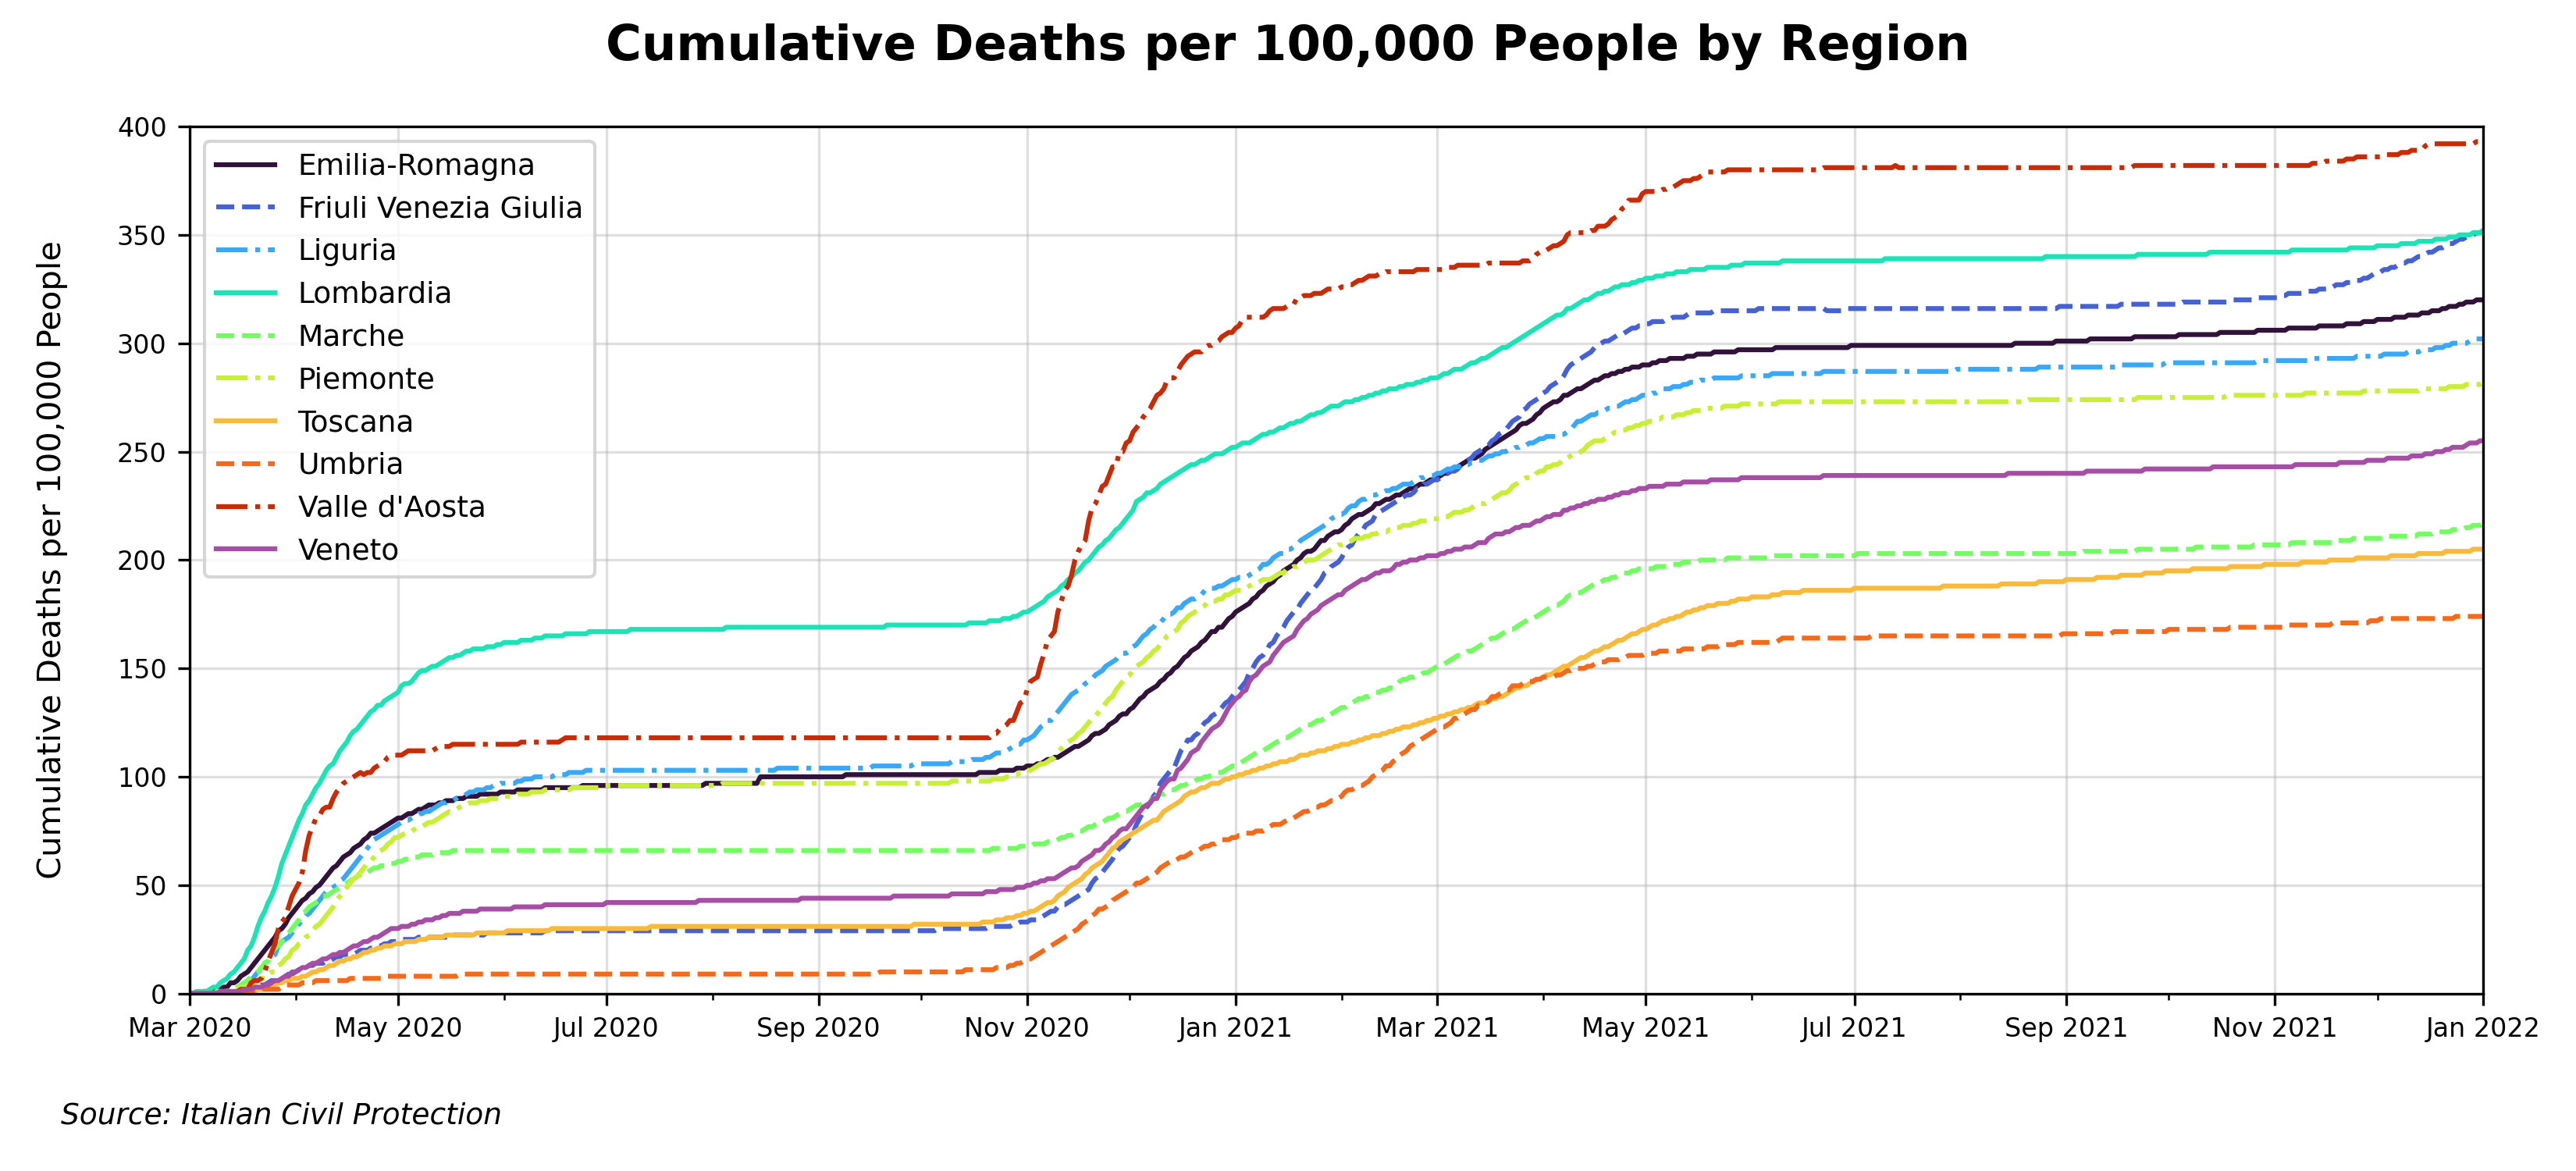 Cumulative Deaths per 100,000 People by Region
Cumulative Deaths per 100,000 People
400
350
300
250
200
150
100
50
0
Emilia-Romagna
Friuli Venezia Giulia
Liguria
Lombardia
Marche
Piemonte
Toscana
Umbria
Valle d'Aosta
Veneto
Mar 2020 May 2020 Jul 2020 Sep 2020 Nov 2020 Jan 2021 Mar 2021 May 2021 Jul 2021 Sep 2021 Nov 2021 Jan 2022
Source: Italian Civil Protection